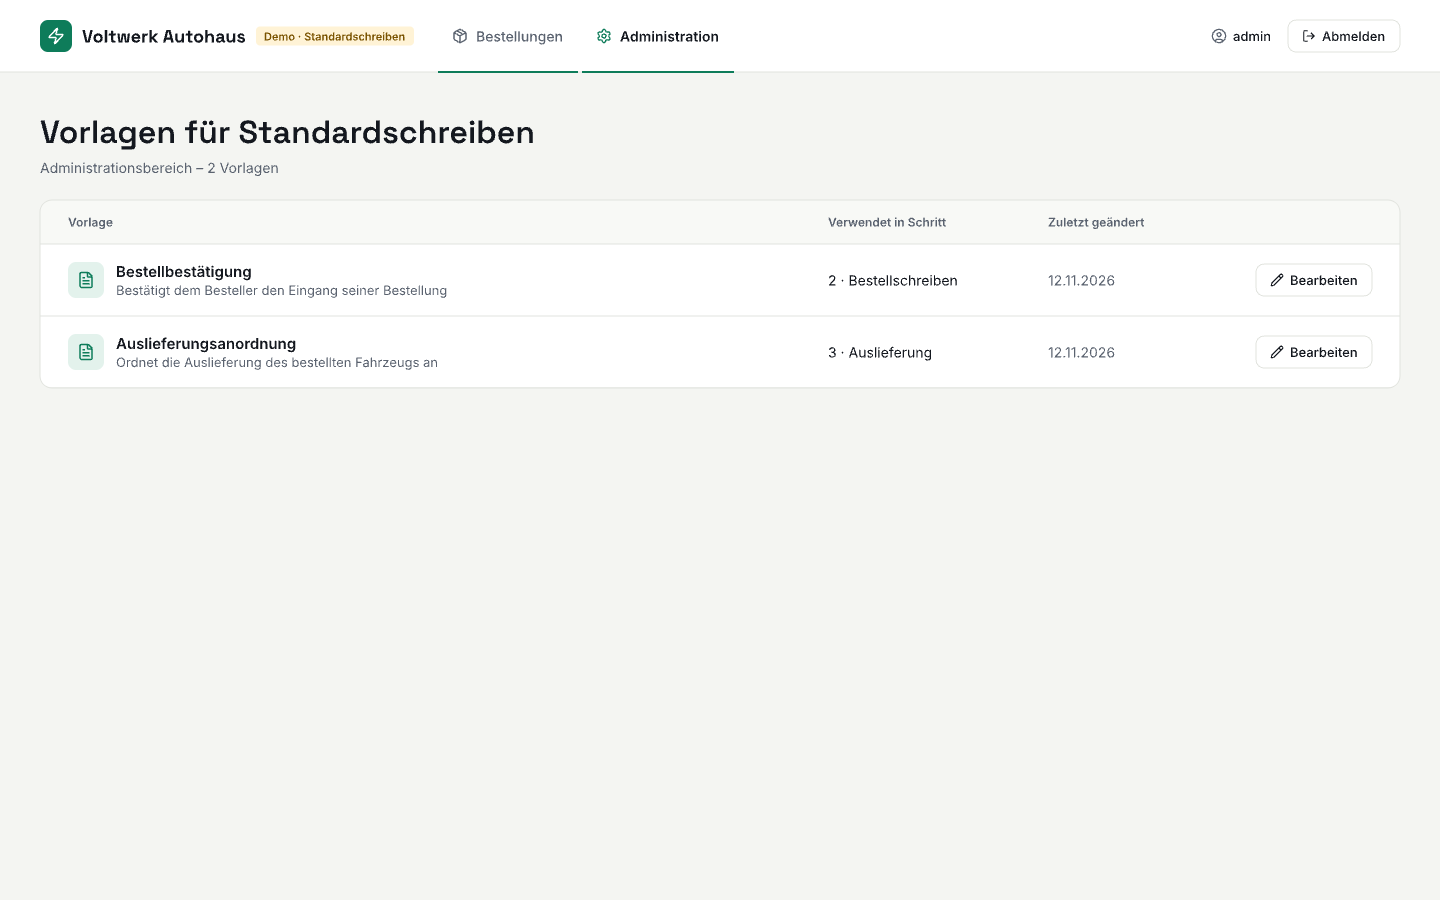 Voltwerk Autohaus
Demo · Standardschreiben
Bestellungen
Administration
admin
Abmelden
Vorlagen für Standardschreiben
Administrationsbereich – 2 Vorlagen
Vorlage
Verwendet in Schritt
Zuletzt geändert
Bestellbestätigung
Bestätigt dem Besteller den Eingang seiner Bestellung
2 · Bestellschreiben
12.11.2026
Bearbeiten
Auslieferungsanordnung
Ordnet die Auslieferung des bestellten Fahrzeugs an
3 · Auslieferung
12.11.2026
Bearbeiten